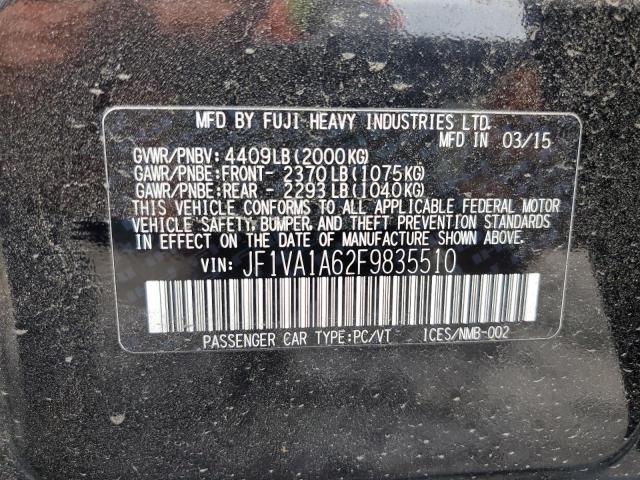 MFD BY FUJI HEAVY INDUSTRIES LTD.
MFD IN 03/15
GVWR/PNBV: 4409LB(2000KG)
GAWR/PNBE:FRONT- 2370LB(1075KG)
GAWR/PNBE:REAR - 2293LB(1040KG)
THIS VEHICLE CONFORMS TO ALL APPLICABLE FEDERAL MOTOR
VEHICLE SAFETY, BUMPER, AND THEFT PREVENTION STANDARDS
IN EFFECT ON THE DATE OF MANUFACTURE SHOWN ABOVE.
VIN: JF1VA1A62F9835510
PASSENGER CAR TYPE:PC/VT ICES/NMB-002